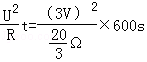 U²/R t=（3V）²/(20/3 Ω)×600s